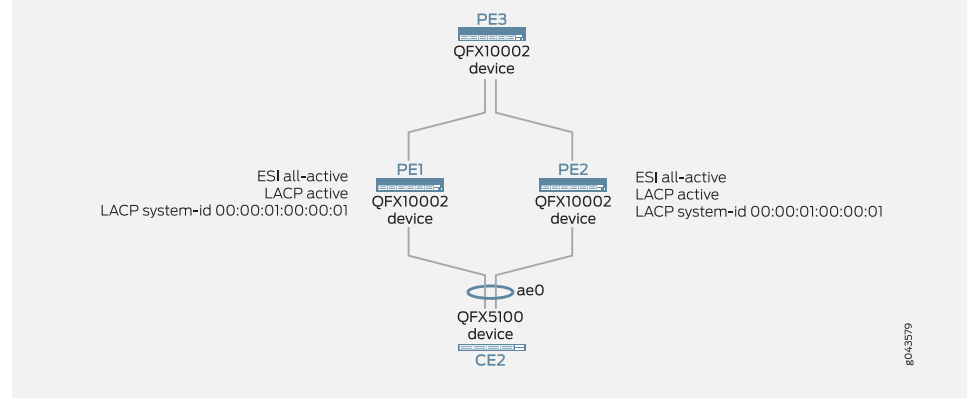 PE3
QFX10002
device
ESI all-active
LACP active
LACP system-id 00:00:01:00:00:01
PE1
QFX10002
device
PE2
QFX10002
device
ESI all-active
LACP active
LACP system-id 00:00:01:00:00:01
ae0
QFX5100
device
CE2
g043579